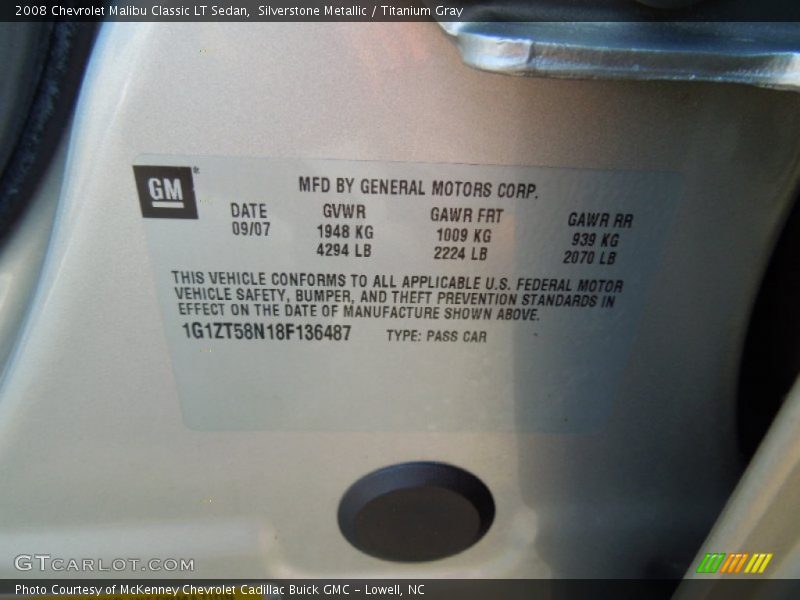 2008 Chevrolet Malibu Classic LT Sedan, Silverstone Metallic / Titanium Gray
GM
MFD BY GENERAL MOTORS CORP.
DATE GVWR GAWR FRT GAWR RR
09/07 1948 KG 1009 KG 939 KG
4294 LB 2224 LB 2070 LB
THIS VEHICLE CONFORMS TO ALL APPLICABLE U.S. FEDERAL MOTOR
VEHICLE SAFETY, BUMPER, AND THEFT PREVENTION STANDARDS IN
EFFECT ON THE DATE OF MANUFACTURE SHOWN ABOVE.
1G1ZT58N18F136487 TYPE: PASS CAR
GTCARLOT.COM
Photo Courtesy of McKenney Chevrolet Cadillac Buick GMC - Lowell, NC